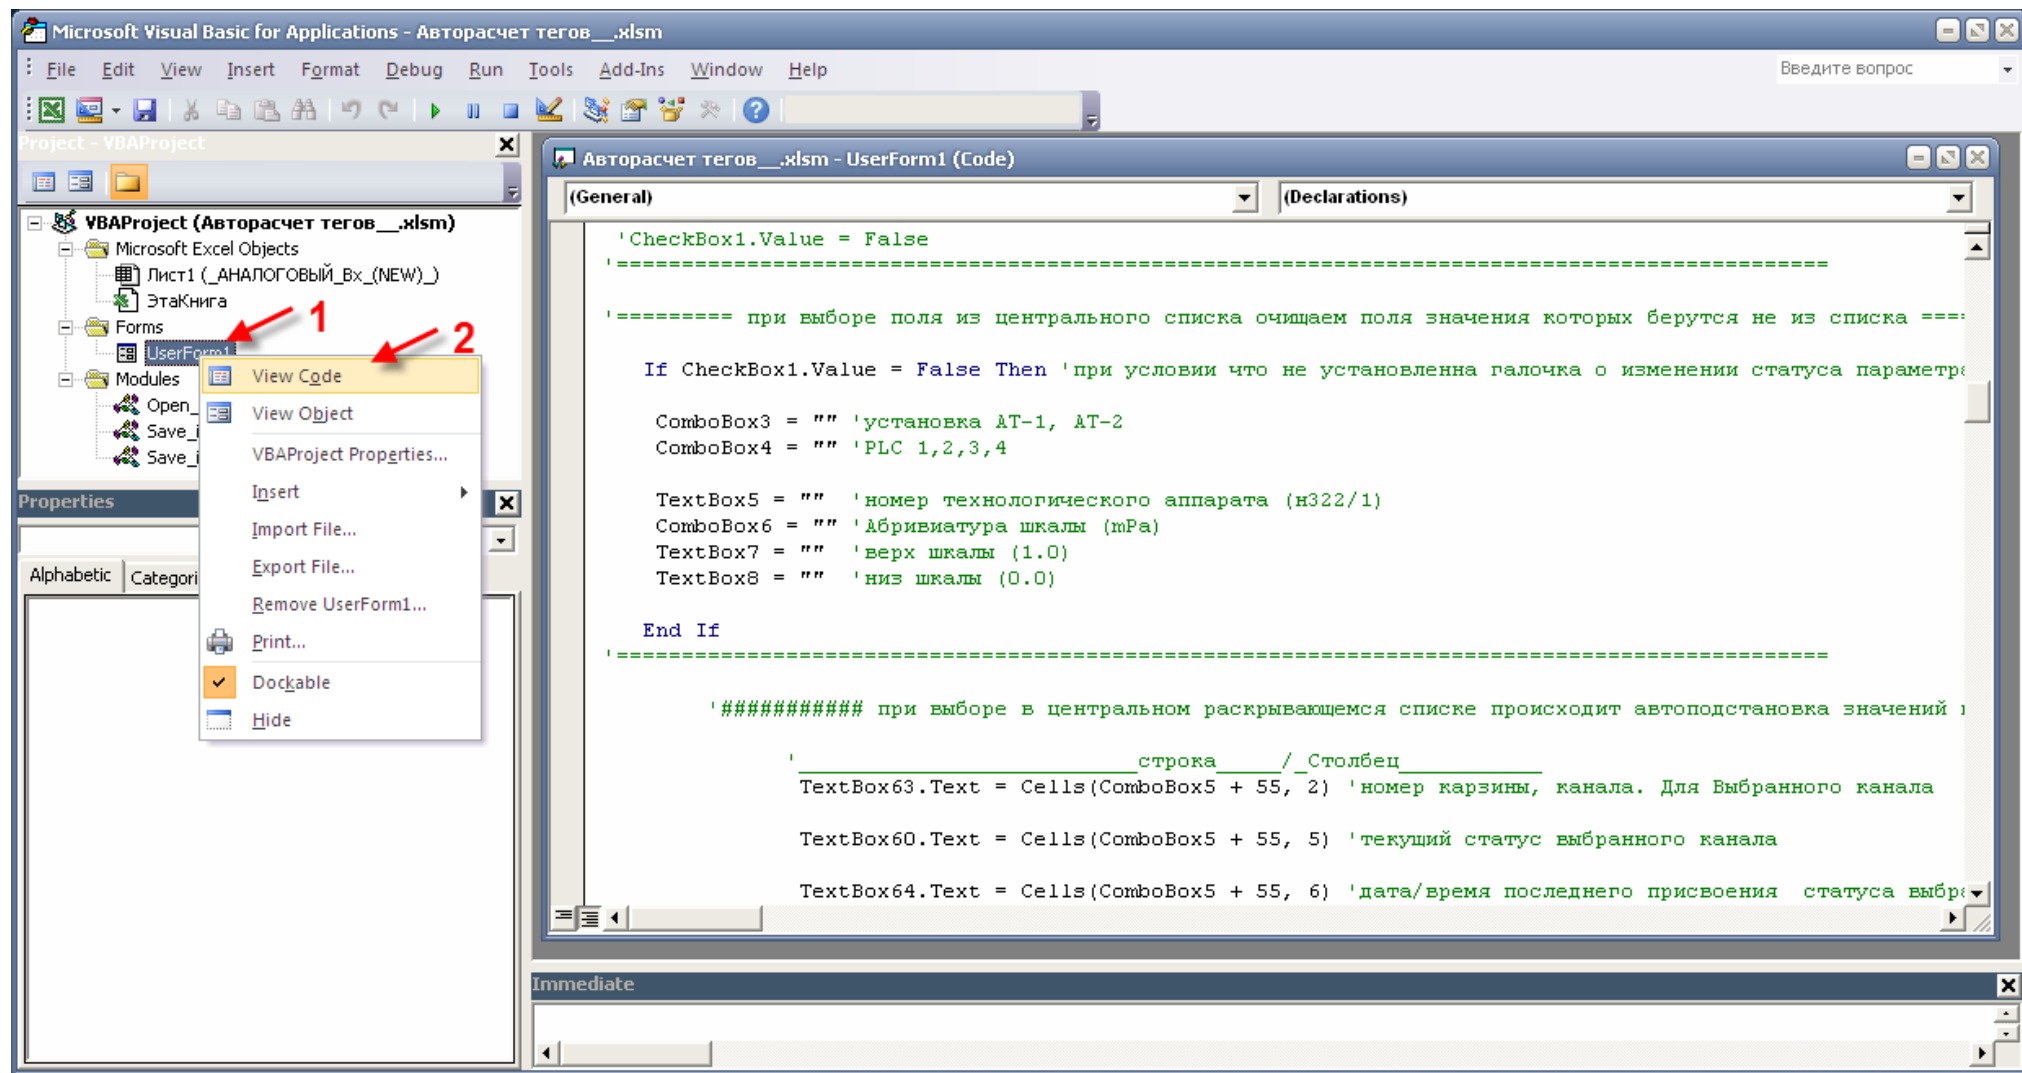 Microsoft Visual Basic for Applications - Авторасчет тегов__.xlsm
File Edit View Insert Format Debug Run Tools Add-Ins Window Help
Введите вопрос
Project - VBAProject
VBAProject (Авторасчет тегов__.xlsm)
Microsoft Excel Objects
Лист1 (_АНАЛОГОВЫЙ_Вх_(NEW)_)
ЭтаКнига
Forms
UserForm1
Modules
Open_
Save_i
Save_i
1
2
View Code
View Object
VBAProject Properties...
Insert
Import File...
Export File...
Remove UserForm1...
Print...
Dockable
Hide
Properties
Alphabetic
Categori
Авторасчет тегов__.xlsm - UserForm1 (Code)
(General)
(Declarations)
'CheckBox1.Value = False
'=============================================================================================
'========= при выборе поля из центрального списка очищаем поля значения которых берутся не из списка ====
If CheckBox1.Value = False Then 'при условии что не установленна галочка о изменении статуса параметра
ComboBox3 = "" 'установка АТ-1, АТ-2
ComboBox4 = "" 'PLC 1,2,3,4
TextBox5 = "" 'номер технологического аппарата (н322/1)
ComboBox6 = "" 'Абривиатура шкалы (mPa)
TextBox7 = "" 'верх шкалы (1.0)
TextBox8 = "" 'низ шкалы (0.0)
End If
'=============================================================================================
'########### при выборе в центральном раскрывающемся списке происходит автоподстановка значений
'__________________________строка_____/_Столбец___________
TextBox63.Text = Cells(ComboBox5 + 55, 2) 'номер карзины, канала. Для Выбранного канала
TextBox60.Text = Cells(ComboBox5 + 55, 5) 'текущий статус выбранного канала
TextBox64.Text = Cells(ComboBox5 + 55, 6) 'дата/время последнего присвоения статуса выбра
Immediate